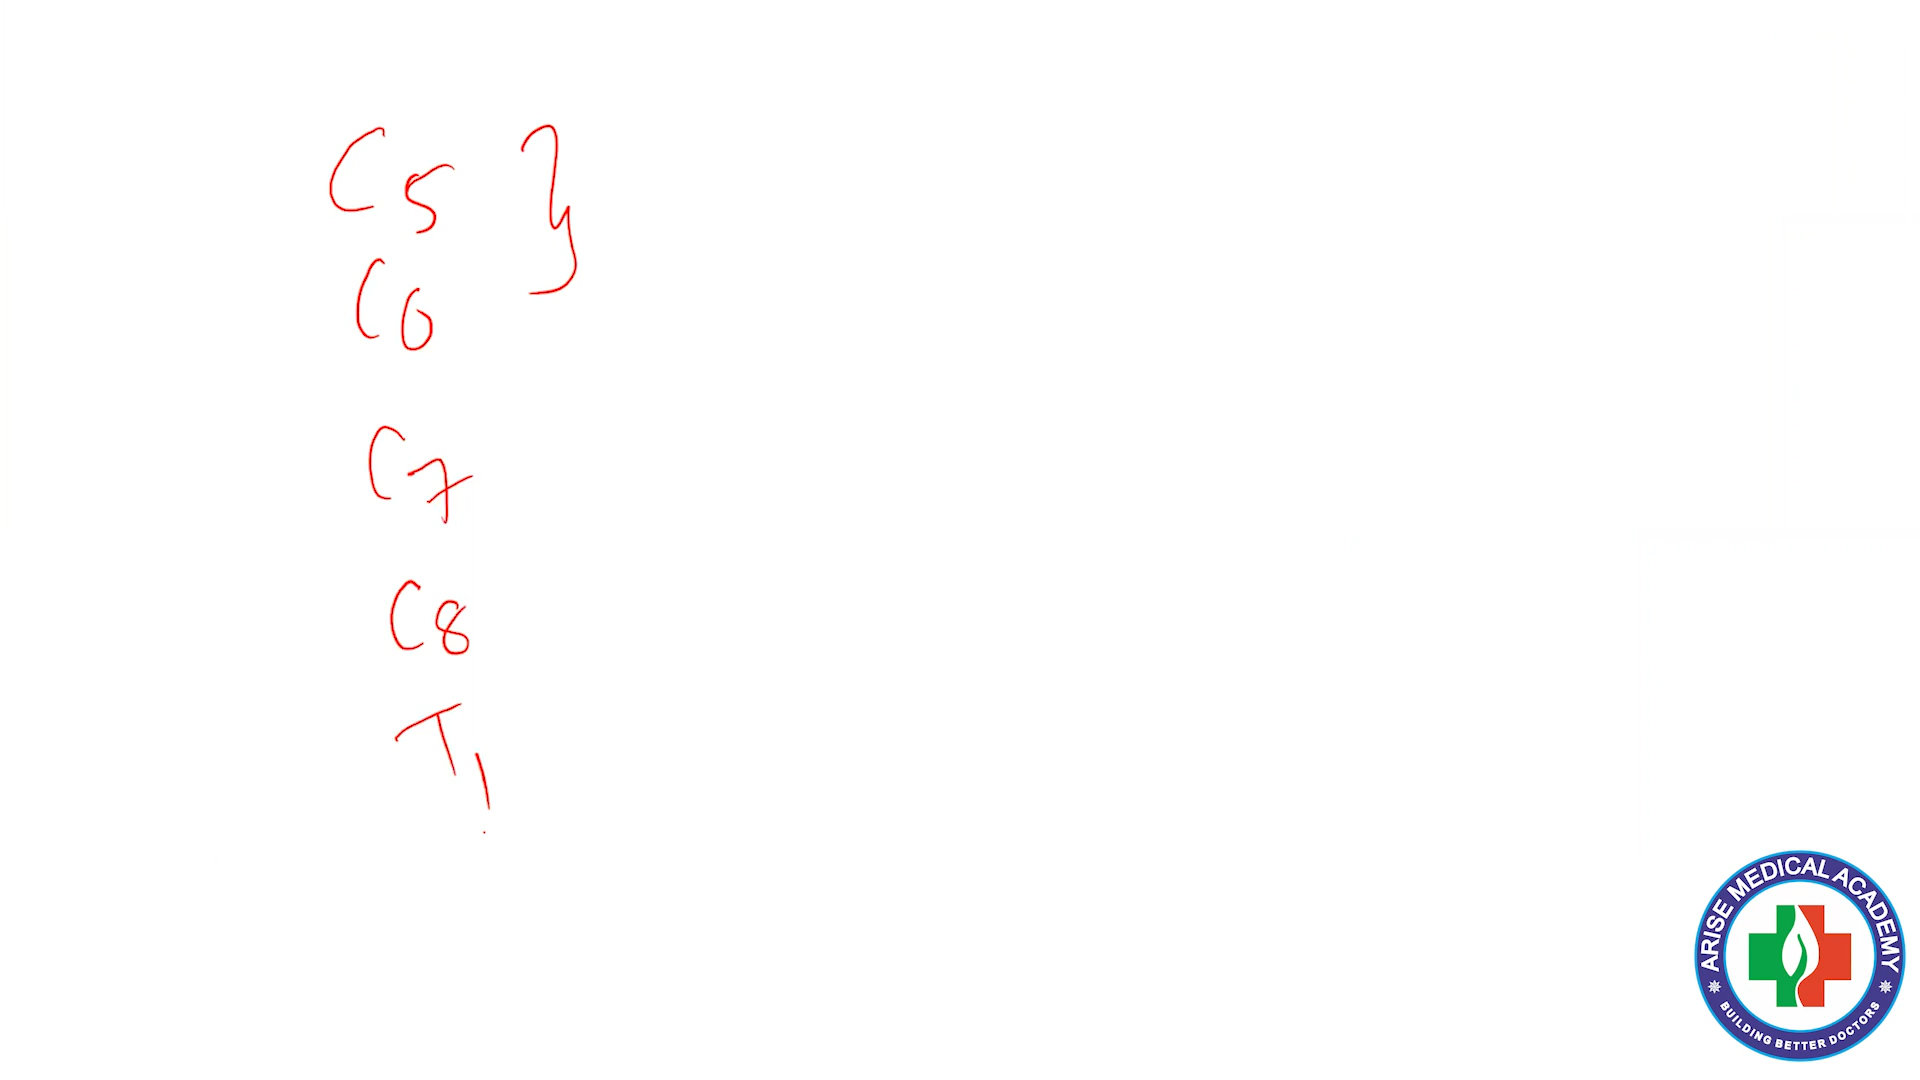 C5 }
C6
C7
C8
T1
ARISE MEDICAL ACADEMY
BUILDING BETTER DOCTORS